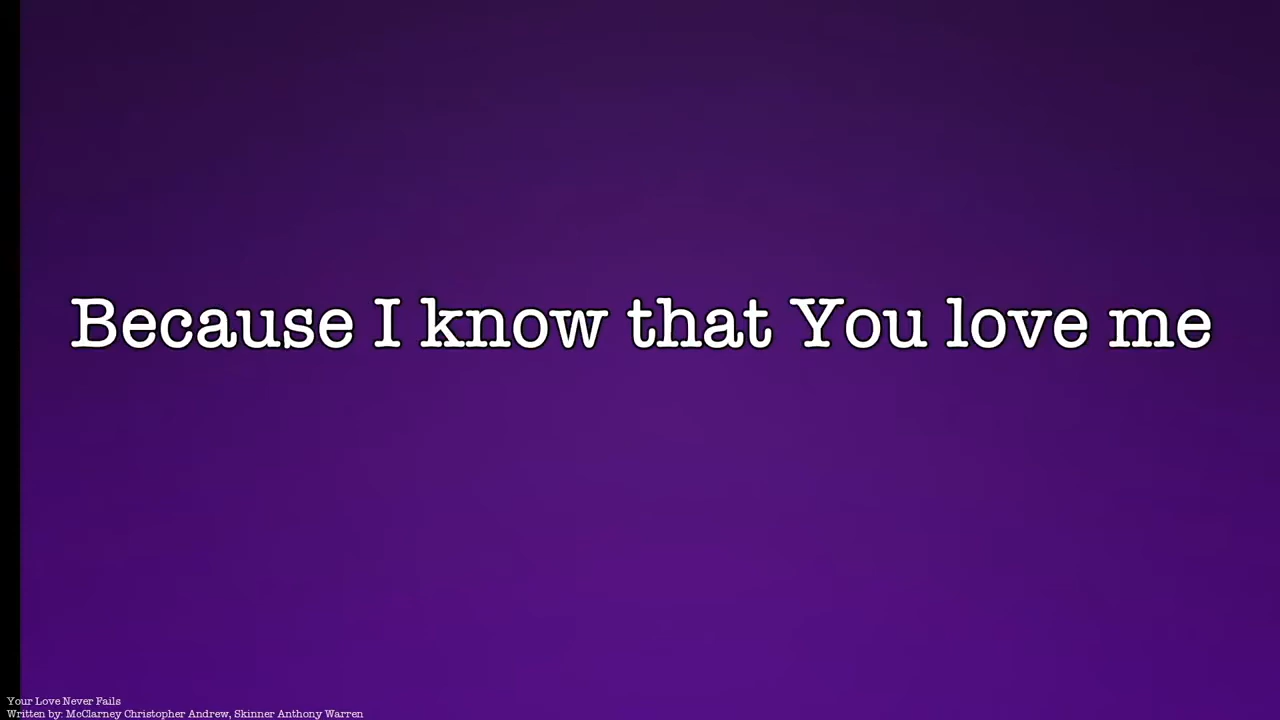 Because I know that You love me
Your Love Never Fails
Written by: McClarney Christopher Andrew, Skinner Anthony Warren